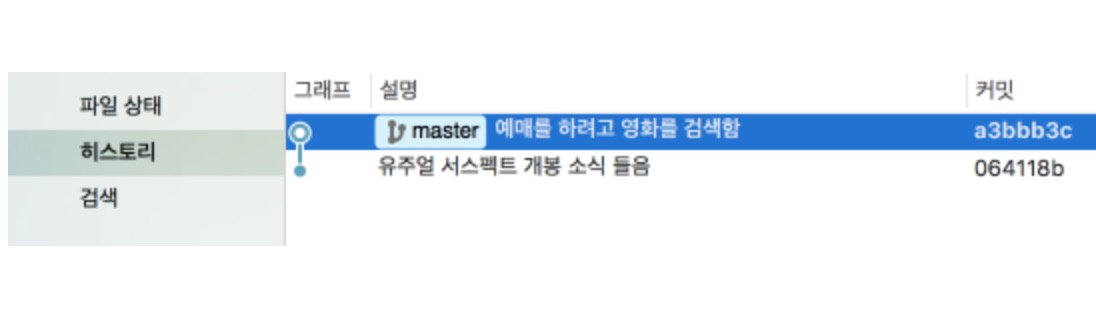 파일 상태
히스토리
검색
그래프 설명 커밋
master 예매를 하려고 영화를 검색함 a3bbb3c
유주얼 서스펙트 개봉 소식 들음 064118b